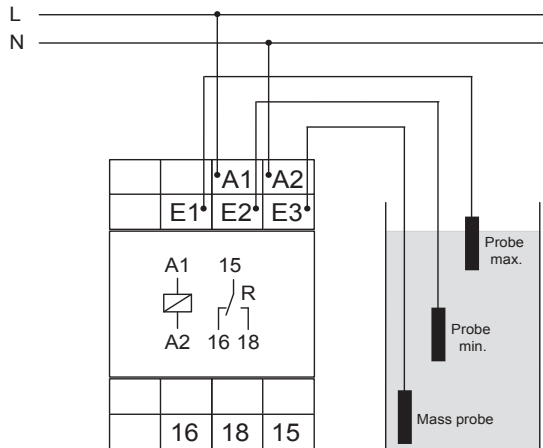 L
N
A1 A2
E1 E2 E3
Probe
max.
A1 15
R
A2 16 18
Probe
min.
Mass probe
16 18 15